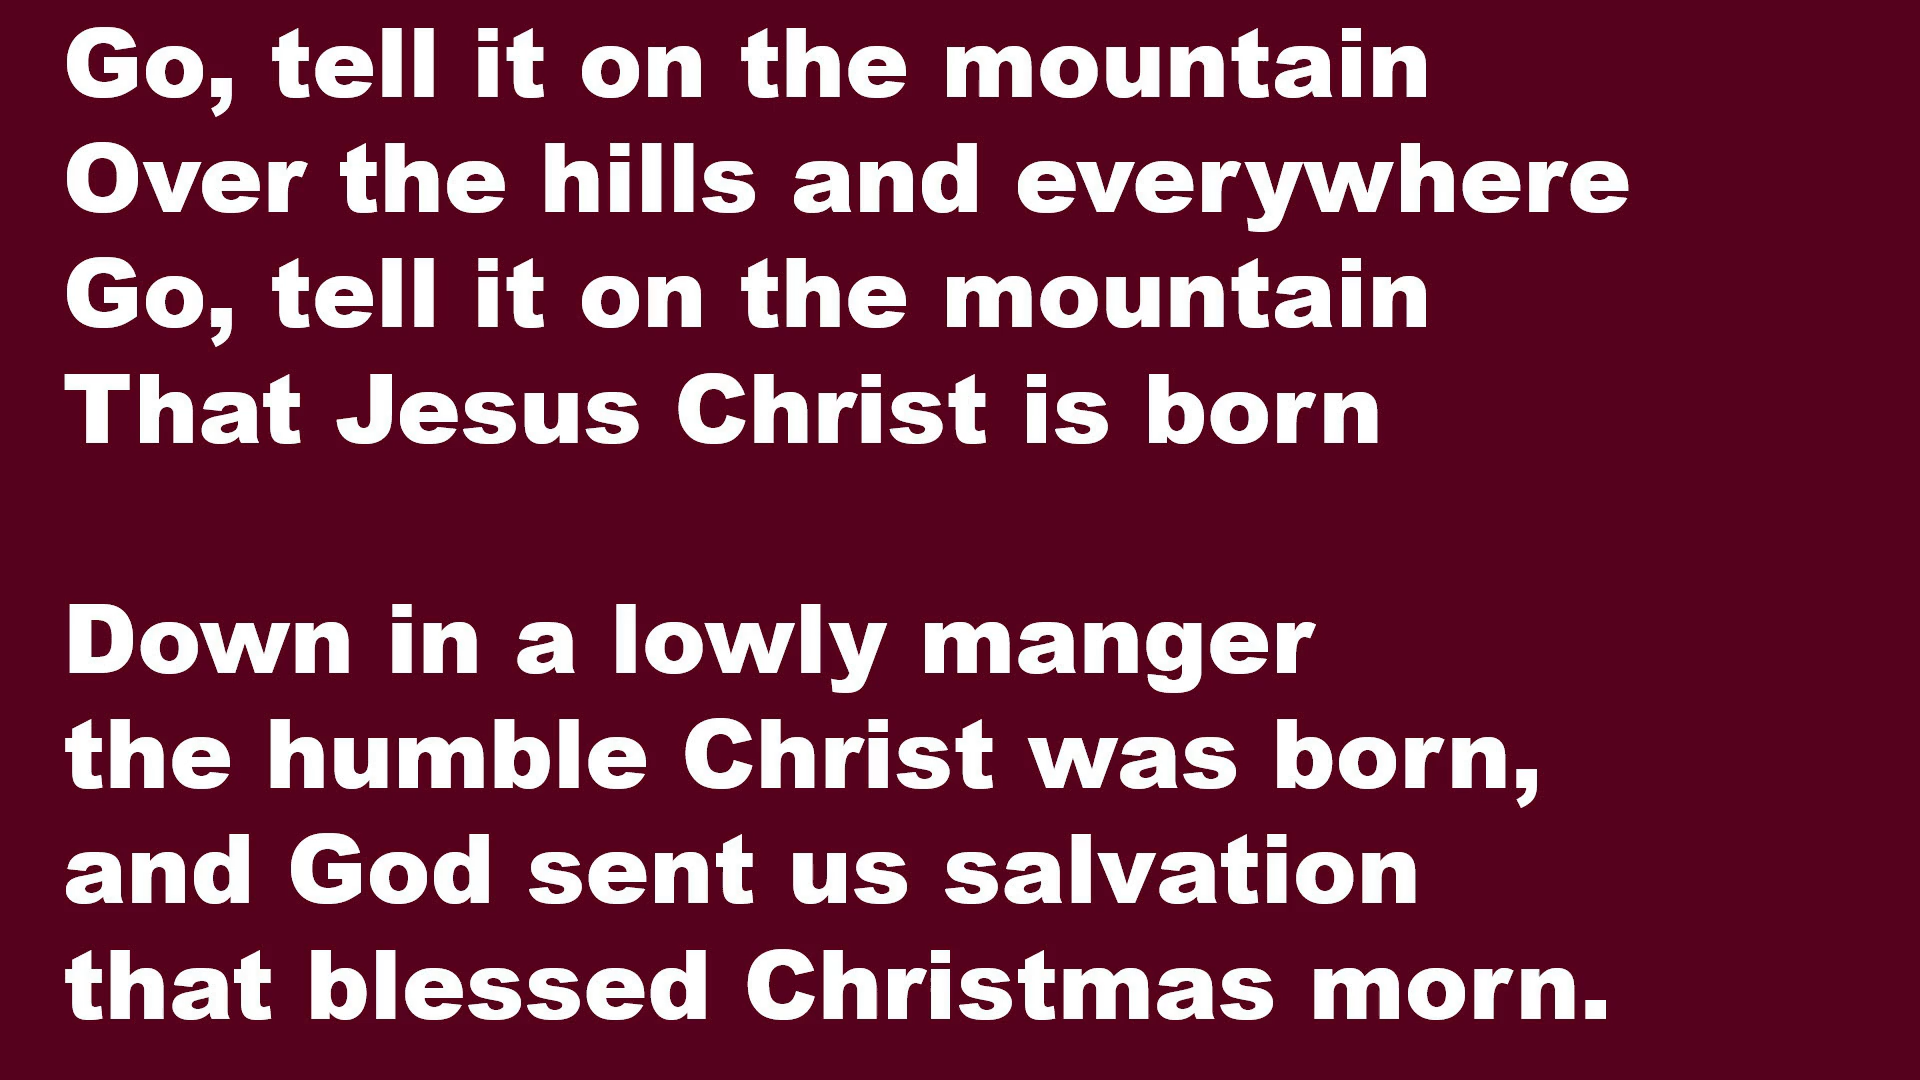 Go, tell it on the mountain
Over the hills and everywhere
Go, tell it on the mountain
That Jesus Christ is born
Down in a lowly manger
the humble Christ was born,
and God sent us salvation
that blessed Christmas morn.